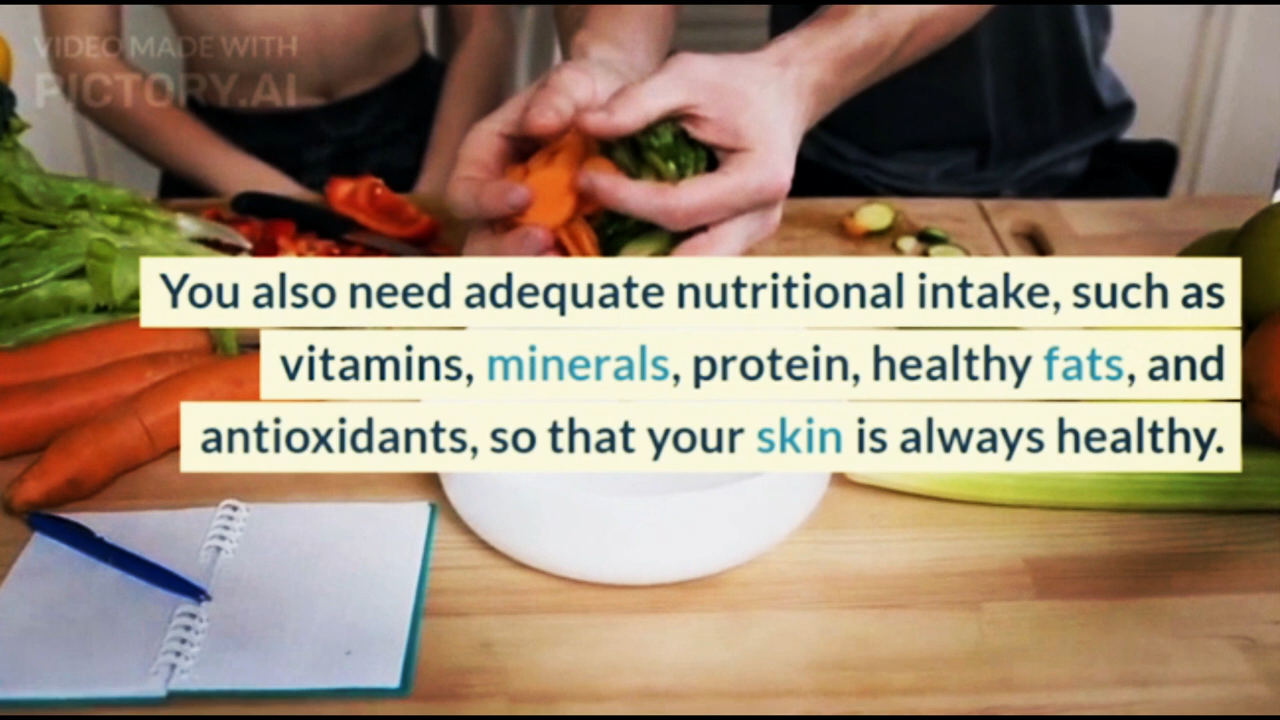 VIDEO MADE WITH
PICTORY.AI
You also need adequate nutritional intake, such as
vitamins, minerals, protein, healthy fats, and
antioxidants, so that your skin is always healthy.